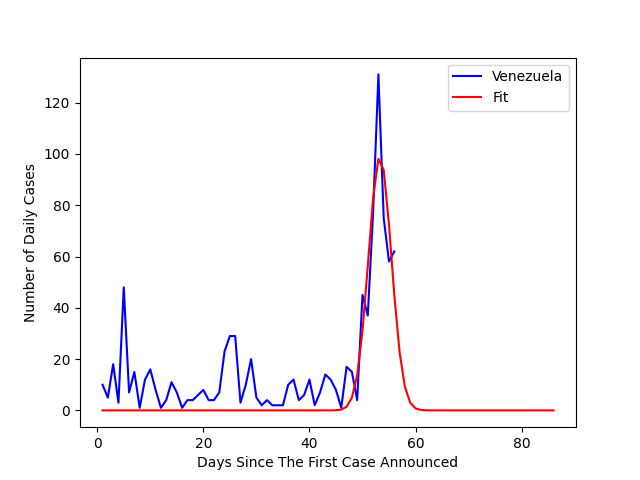 Venezuela
Fit
Number of Daily Cases
120
100
80
60
40
20
0
0 20 40 60 80
Days Since The First Case Announced